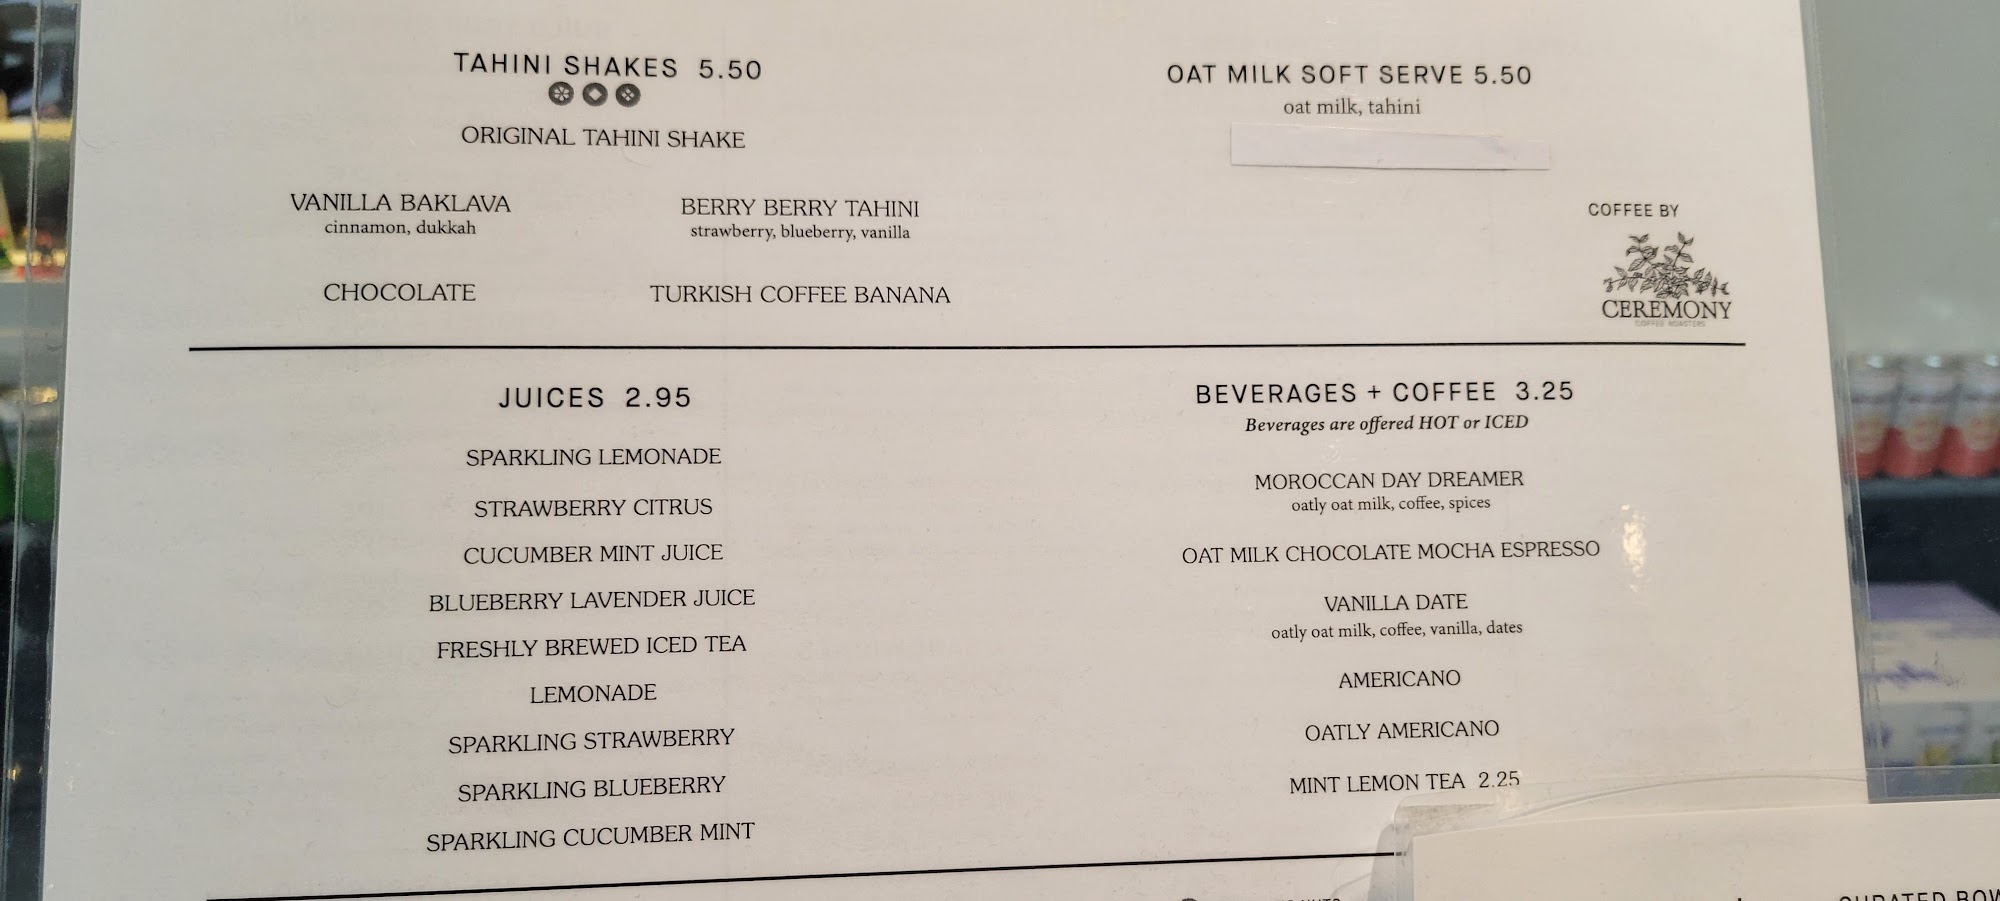 TAHINI SHAKES 5.50
ORIGINAL TAHINI SHAKE
VANILLA BAKLAVA
cinnamon, dukkah
BERRY BERRY TAHINI
strawberry, blueberry, vanilla
CHOCOLATE
TURKISH COFFEE BANANA
OAT MILK SOFT SERVE 5.50
oat milk, tahini
COFFEE BY
CEREMONY
COFFEE ROASTERS
JUICES 2.95
SPARKLING LEMONADE
STRAWBERRY CITRUS
CUCUMBER MINT JUICE
BLUEBERRY LAVENDER JUICE
FRESHLY BREWED ICED TEA
LEMONADE
SPARKLING STRAWBERRY
SPARKLING BLUEBERRY
SPARKLING CUCUMBER MINT
BEVERAGES + COFFEE 3.25
Beverages are offered HOT or ICED
MOROCCAN DAY DREAMER
oatly oat milk, coffee, spices
OAT MILK CHOCOLATE MOCHA ESPRESSO
VANILLA DATE
oatly oat milk, coffee, vanilla, dates
AMERICANO
OATLY AMERICANO
MINT LEMON TEA 2.25
CURATED